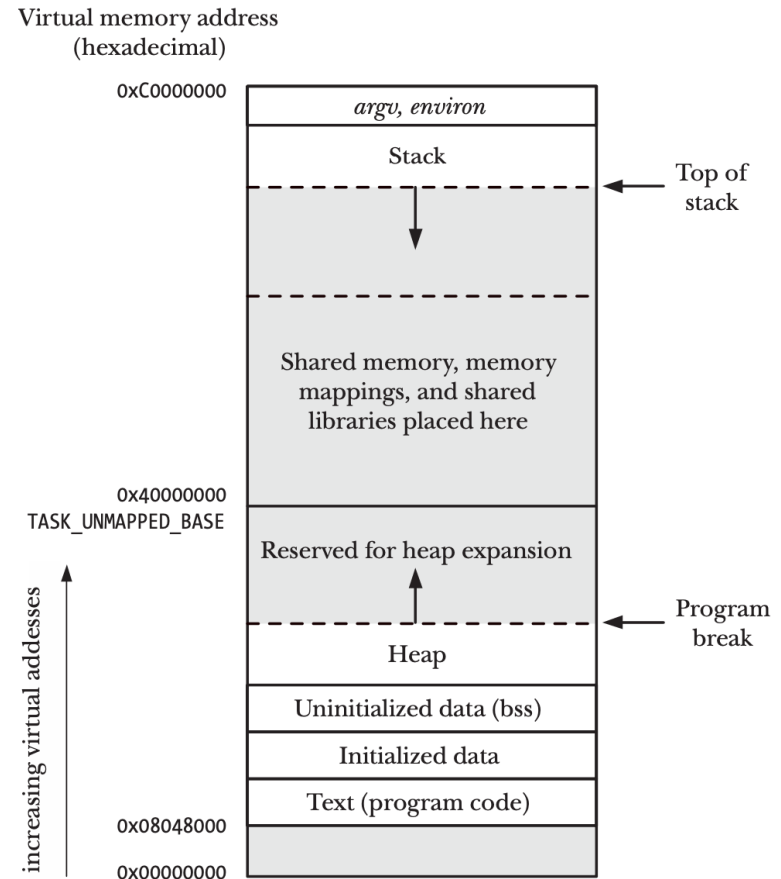 Virtual memory address
(hexadecimal)
0xC0000000
argv, environ
Stack
Top of
stack
Shared memory, memory
mappings, and shared
libraries placed here
0x40000000
TASK_UNMAPPED_BASE
Reserved for heap expansion
Program
break
Heap
Uninitialized data (bss)
Initialized data
Text (program code)
0x08048000
0x00000000
increasing virtual addesses